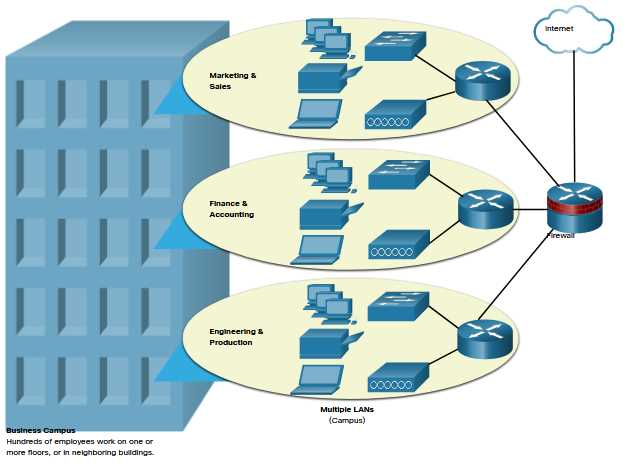 Internet
Marketing &
Sales
Finance &
Accounting
Firewall
Engineering &
Production
Multiple LANs
(Campus)
Business Campus
Hundreds of employees work on one or
more floors, or in neighboring buildings.